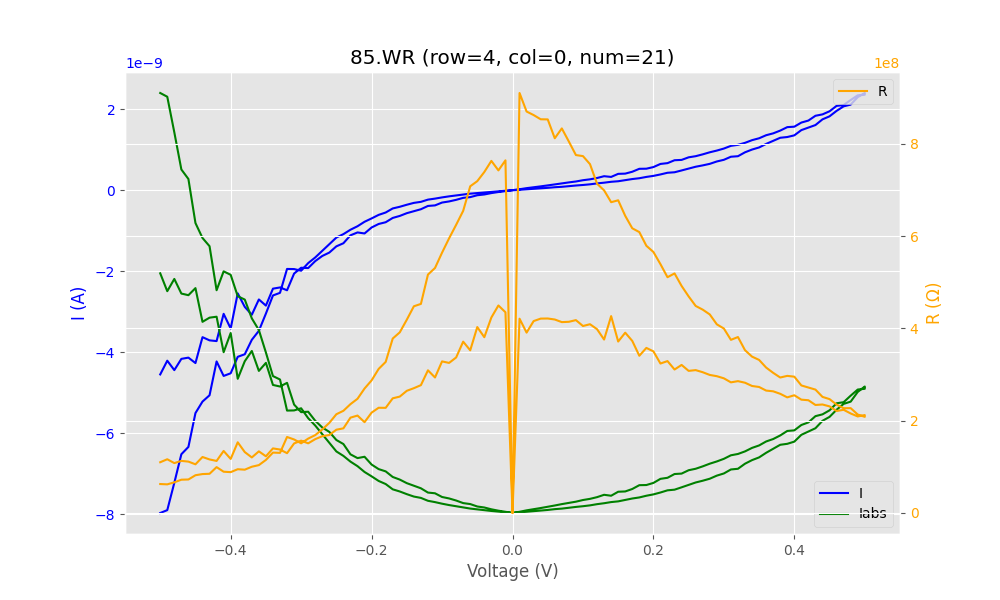 85.WR (row=4, col=0, num=21)
1e−9
1e8
R
2
0
−2
−4
−6
−8
8
6
4
2
0
I (A)
R (Ω)
I
Iabs
−0.4
−0.2
0.0
0.2
0.4
Voltage (V)